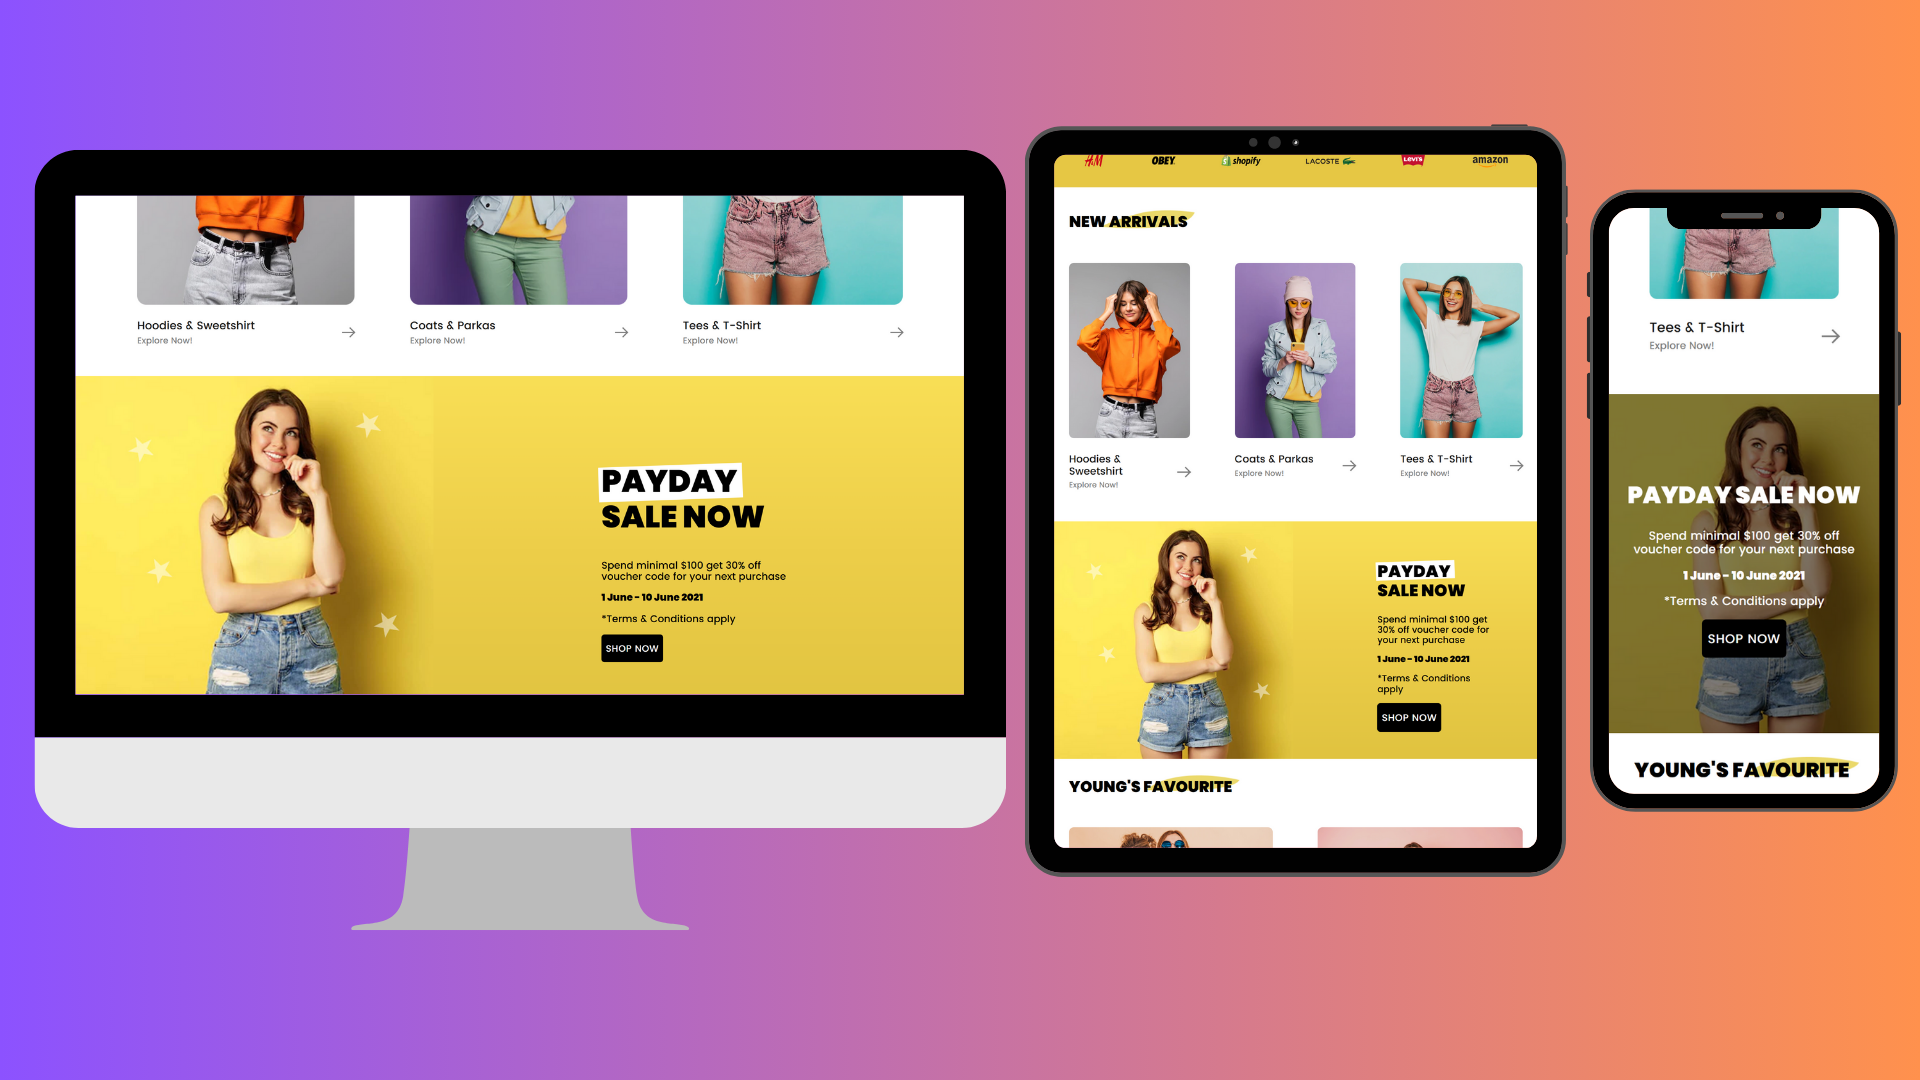 Hoodies & Sweetshirt
Explore Now!
Coats & Parkas
Explore Now!
Tees & T-Shirt
Explore Now!
PAYDAY
SALE NOW
Spend minimal $100 get 30% off
voucher code for your next purchase
1 June - 10 June 2021
*Terms & Conditions apply
SHOP NOW
H&M
OBEY
shopify
LACOSTE
Levi's
amazon
NEW ARRIVALS
Hoodies &
Sweetshirt
Explore Now!
Coats & Parkas
Explore Now!
Tees & T-Shirt
Explore Now!
PAYDAY
SALE NOW
Spend minimal $100 get
30% off voucher code for
your next purchase
1 June - 10 June 2021
*Terms & Conditions
apply
SHOP NOW
YOUNG'S FAVOURITE
Tees & T-Shirt
Explore Now!
PAYDAY SALE NOW
Spend minimal $100 get 30% off
voucher code for your next purchase
1 June - 10 June 2021
*Terms & Conditions apply
SHOP NOW
YOUNG'S FAVOURITE